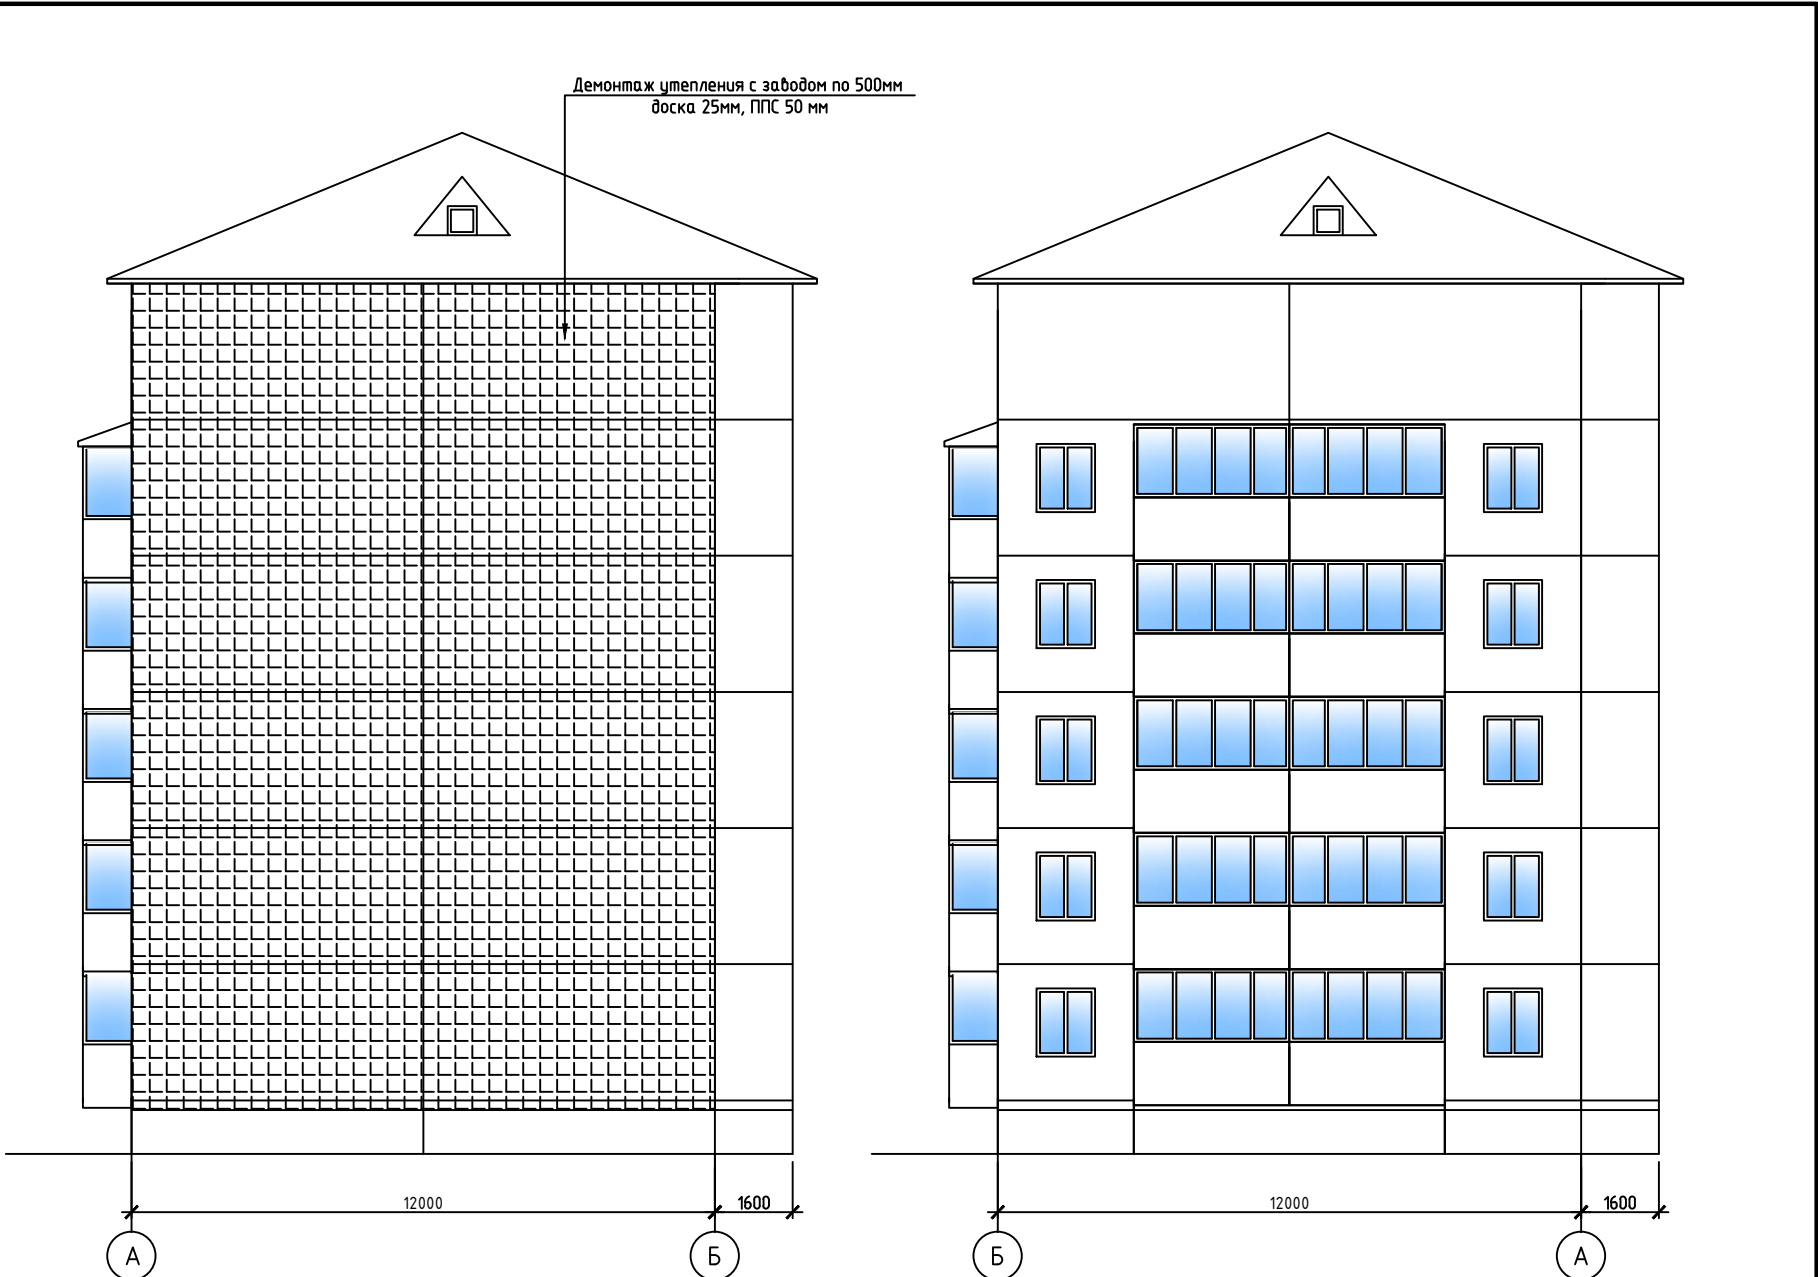 Демонтаж утепления с заводом по 500мм
доска 25мм, ППС 50 мм
12000
1600
12000
1600
А
Б
Б
А